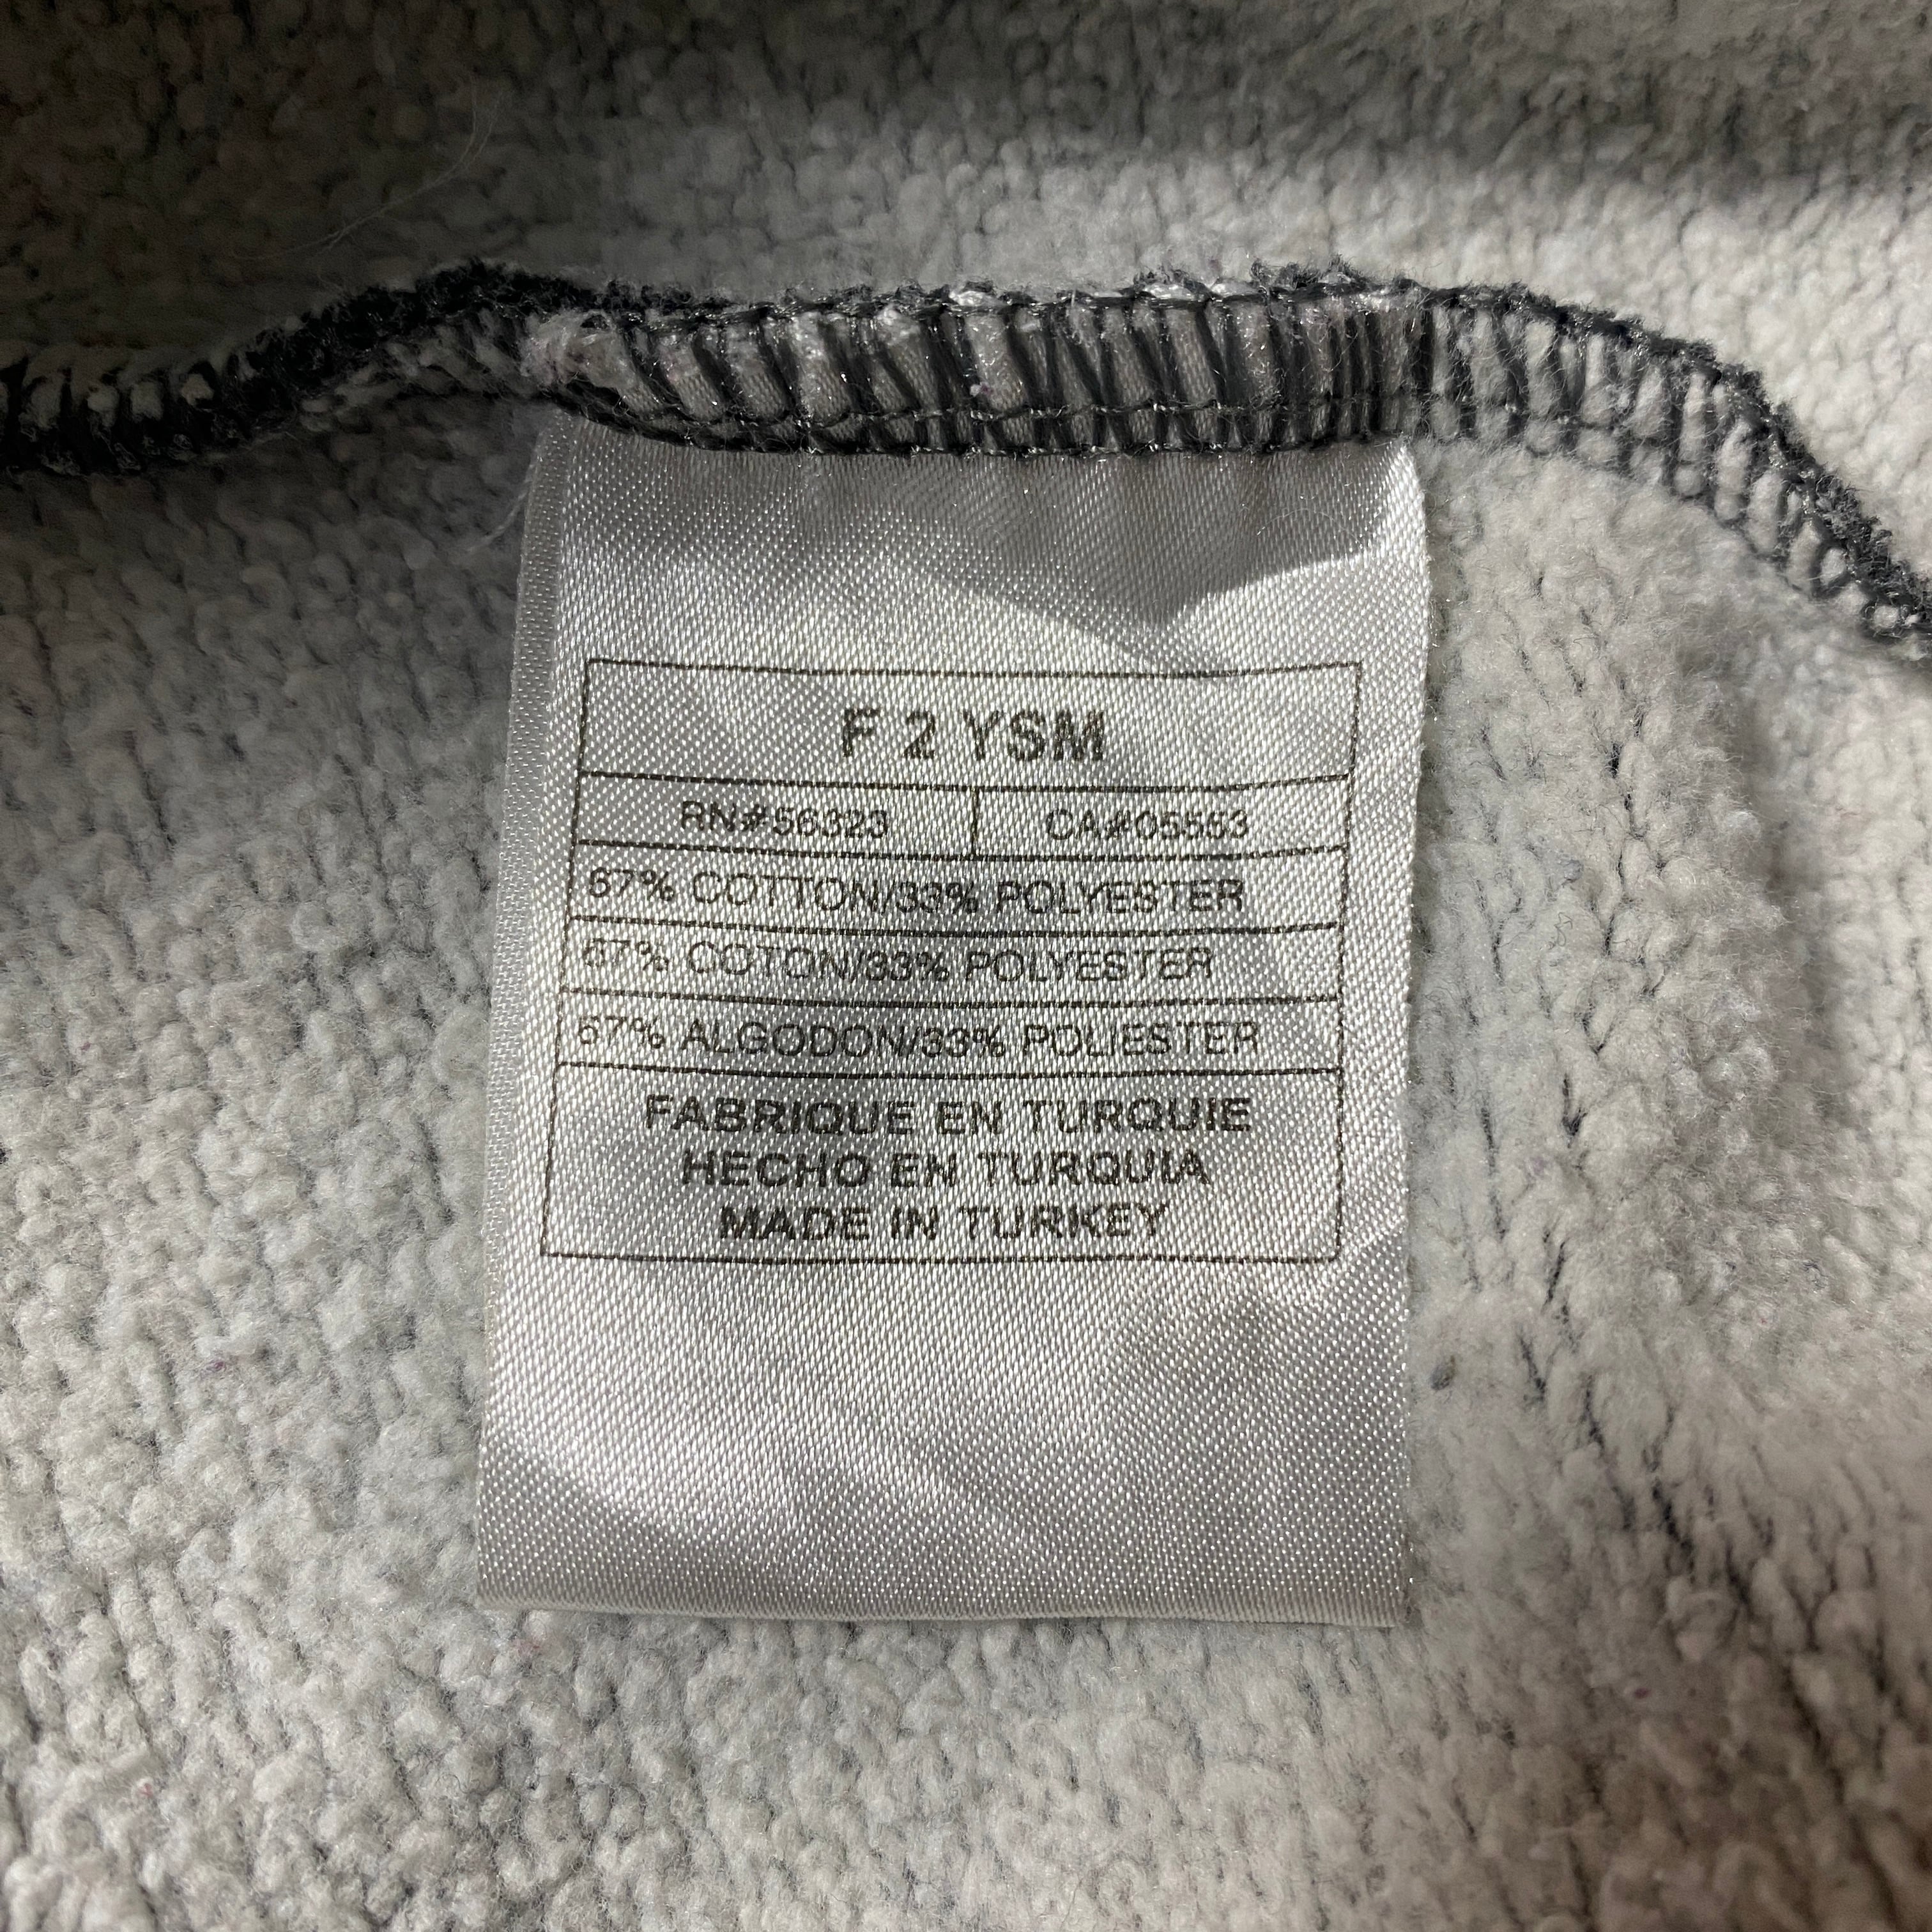 F 2 YSM
RN#56323 CA#05553
67% COTTON/33% POLYESTER
67% COTON/33% POLYESTER
67% ALGODON/33% POLIESTER
FABRIQUE EN TURQUIE
HECHO EN TURQUIA
MADE IN TURKEY